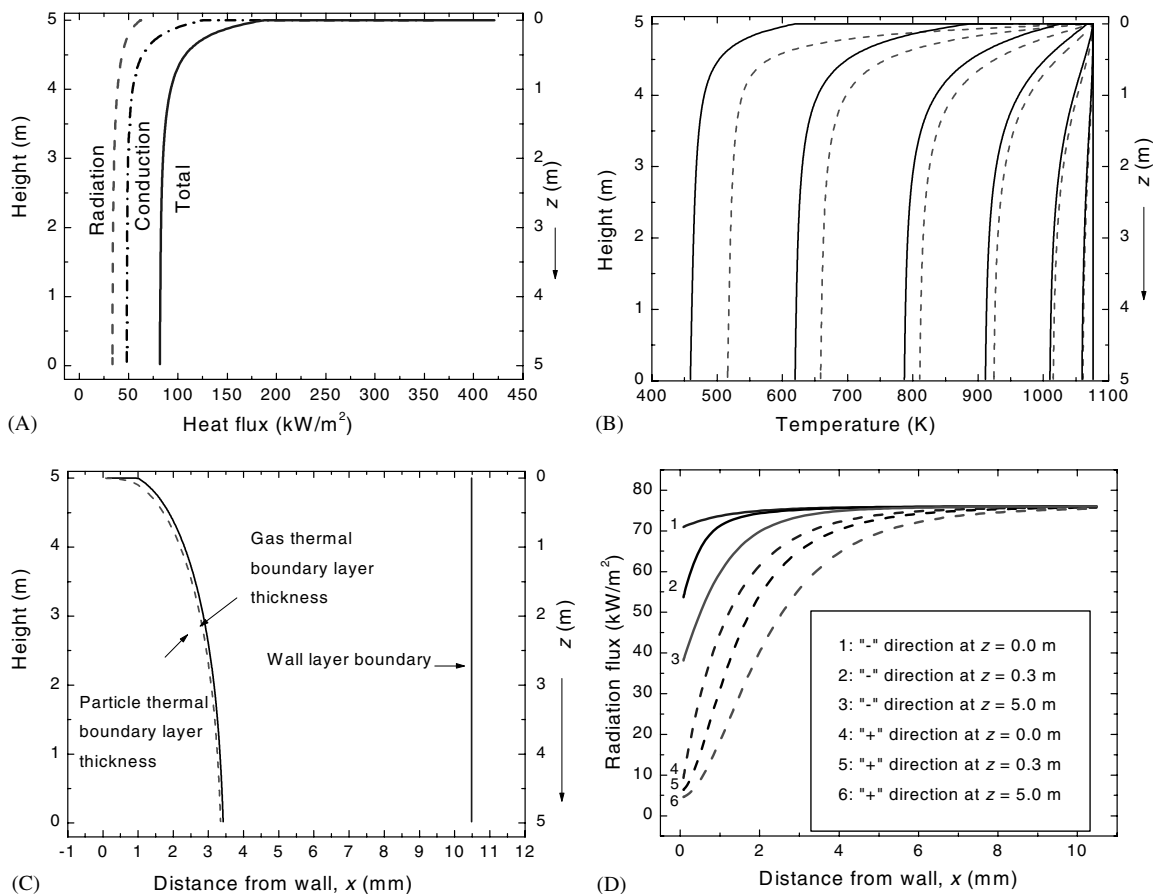 5
4
3
2
1
0
Height (m)
Radiation
Conduction
Total
0
1
2
3
4
5
z (m)
0 50 100 150 200 250 300 350 400 450
Heat flux (kW/m²)
(A)
5
4
3
2
1
0
Height (m)
0
1
2
3
4
5
z (m)
400 500 600 700 800 900 1000 1100
Temperature (K)
(B)
5
4
3
2
1
0
Height (m)
Gas thermal
boundary layer
thickness
Wall layer boundary
Particle thermal
boundary layer
thickness
0
1
2
3
4
5
z (m)
-1 0 1 2 3 4 5 6 7 8 9 10 11 12
Distance from wall, x (mm)
(C)
80
70
60
50
40
30
20
10
0
Radiation flux (kW/m²)
1
2
3
4
5
6
1: "-" direction at z = 0.0 m
2: "-" direction at z = 0.3 m
3: "-" direction at z = 5.0 m
4: "+" direction at z = 0.0 m
5: "+" direction at z = 0.3 m
6: "+" direction at z = 5.0 m
0 2 4 6 8 10
Distance from wall, x (mm)
(D)